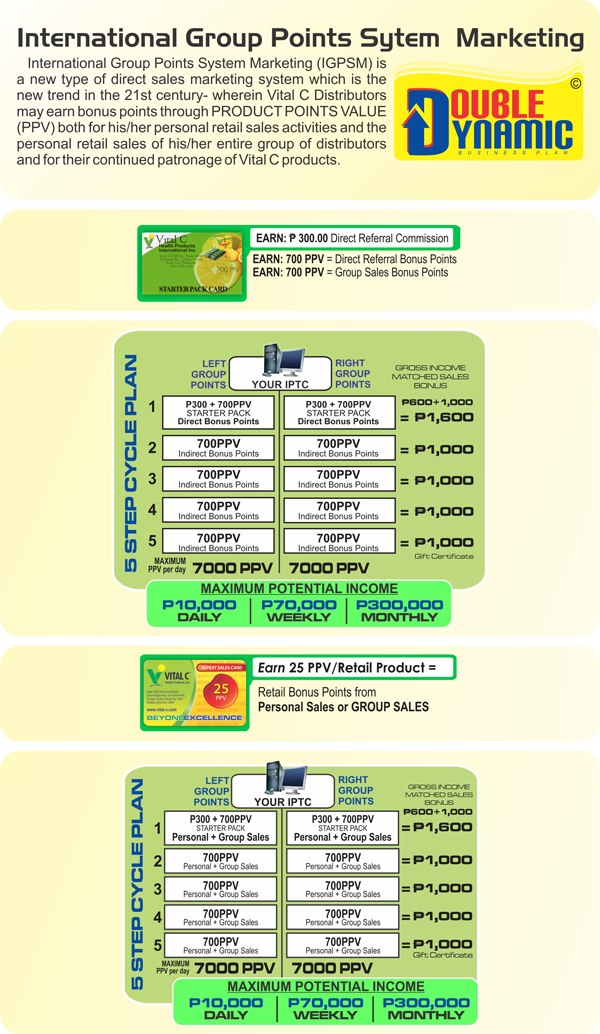 International Group Points Sytem Marketing
International Group Points System Marketing (IGPSM) is
a new type of direct sales marketing system which is the
new trend in the 21st century- wherein Vital C Distributors
may earn bonus points through PRODUCT POINTS VALUE
(PPV) both for his/her personal retail sales activities and the
personal retail sales of his/her entire group of distributors
and for their continued patronage of Vital C products.
©
DOUBLE
DYNAMIC
BUSINESS PLAN
Vital C
Health Products
International Inc.
700 PPV
STARTER PACK CARD
EARN: ₱ 300.00 Direct Referral Commission
EARN: 700 PPV = Direct Referral Bonus Points
EARN: 700 PPV = Group Sales Bonus Points
5 STEP CYCLE PLAN
LEFT
GROUP
POINTS
YOUR IPTC
RIGHT
GROUP
POINTS
GROSS INCOME
MATCHED SALES
BONUS
₱600+1,000
1
P300 + 700PPV
STARTER PACK
Direct Bonus Points
P300 + 700PPV
STARTER PACK
Direct Bonus Points
= ₱1,600
2
700PPV
Indirect Bonus Points
700PPV
Indirect Bonus Points
= ₱1,000
3
700PPV
Indirect Bonus Points
700PPV
Indirect Bonus Points
= ₱1,000
4
700PPV
Indirect Bonus Points
700PPV
Indirect Bonus Points
= ₱1,000
5
700PPV
Indirect Bonus Points
700PPV
Indirect Bonus Points
= ₱1,000
Gift Certificate
MAXIMUM
PPV per day
7000 PPV
7000 PPV
MAXIMUM POTENTIAL INCOME
₱10,000
DAILY
₱70,000
WEEKLY
₱300,000
MONTHLY
VITAL C
REPEAT SALES CARD
25
PPV
www.vital-c.com
BEYOND EXCELLENCE
Earn 25 PPV/Retail Product =
Retail Bonus Points from
Personal Sales or GROUP SALES
5 STEP CYCLE PLAN
LEFT
GROUP
POINTS
YOUR IPTC
RIGHT
GROUP
POINTS
GROSS INCOME
MATCHED SALES
BONUS
₱600+1,000
1
P300 + 700PPV
STARTER PACK
Personal + Group Sales
P300 + 700PPV
STARTER PACK
Personal + Group Sales
= ₱1,600
2
700PPV
Personal + Group Sales
700PPV
Personal + Group Sales
= ₱1,000
3
700PPV
Personal + Group Sales
700PPV
Personal + Group Sales
= ₱1,000
4
700PPV
Personal + Group Sales
700PPV
Personal + Group Sales
= ₱1,000
5
700PPV
Personal + Group Sales
700PPV
Personal + Group Sales
= ₱1,000
Gift Certificate
MAXIMUM
PPV per day
7000 PPV
7000 PPV
MAXIMUM POTENTIAL INCOME
₱10,000
DAILY
₱70,000
WEEKLY
₱300,000
MONTHLY